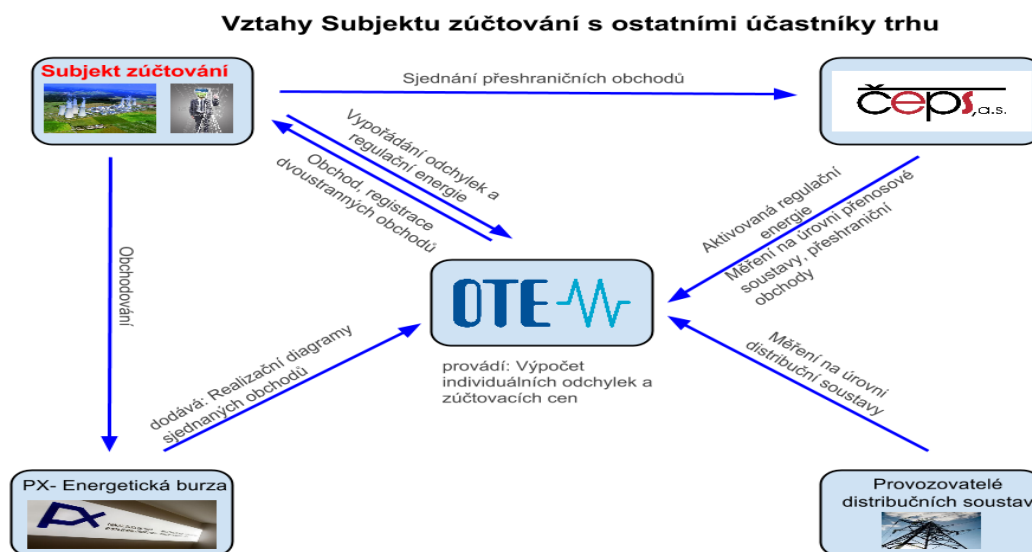 Vztahy Subjektu zúčtování s ostatními účastníky trhu
Subjekt zúčtování
Sjednání přeshraničních obchodů
čeps,a.s.
Vypořádání odchylek a
regulační energie
Obchod, registrace
dvoustranných obchodů
Aktivovaná regulační
energie
Měření na úrovni přenosové
soustavy, přeshraniční
obchody
Obchodování
OTE
provádí: Výpočet
individuálních odchylek a
zúčtovacích cen
dodává: Realizační diagramy
sjednaných obchodů
Měření na úrovni
distribuční soustavy
PX- Energetická burza
Provozovatelé
distribučních soustav